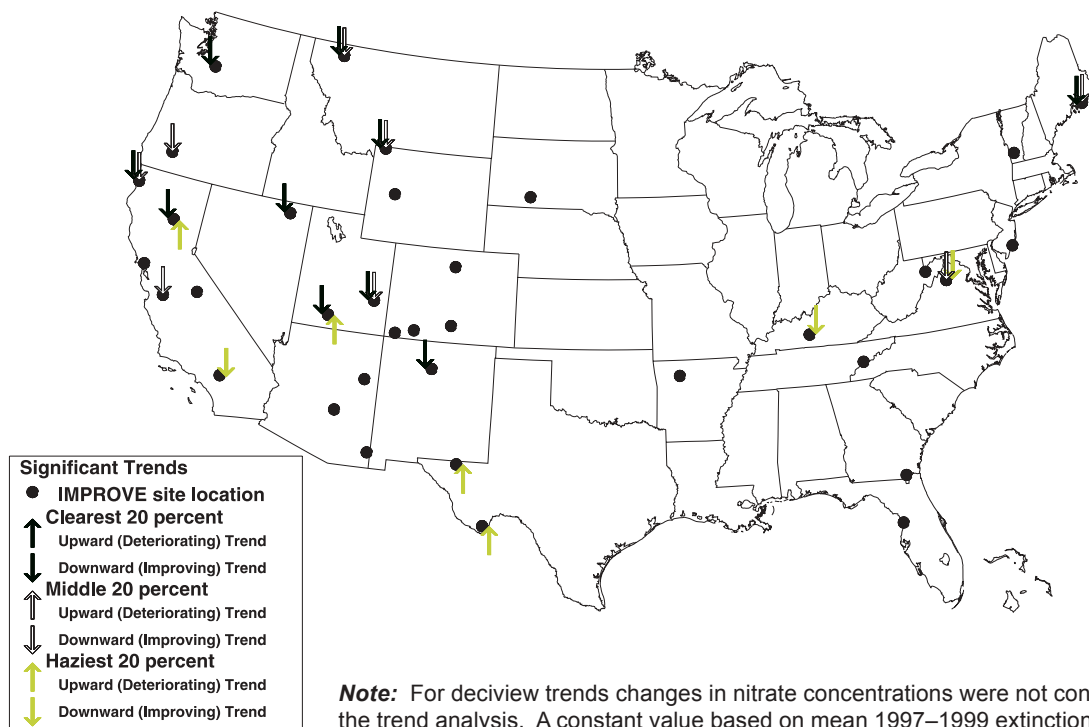 Significant Trends
IMPROVE site location
Clearest 20 percent
Upward (Deteriorating) Trend
Downward (Improving) Trend
Middle 20 percent
Upward (Deteriorating) Trend
Downward (Improving) Trend
Haziest 20 percent
Upward (Deteriorating) Trend
Downward (Improving) Trend
Note: For deciview trends changes in nitrate concentrations were not con
the trend analysis. A constant value based on mean 1997–1999 extinction